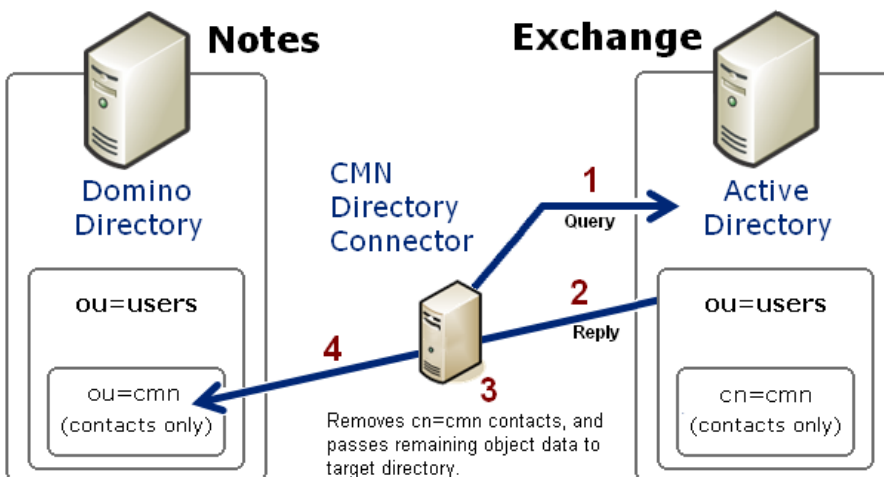 Notes
Exchange
Domino
Directory
CMN
Directory
Connector
1
Query
Active
Directory
ou=users
ou=cmn
(contacts only)
4
2
Reply
3
Removes cn=cmn contacts, and
passes remaining object data to
target directory.
ou=users
cn=cmn
(contacts only)